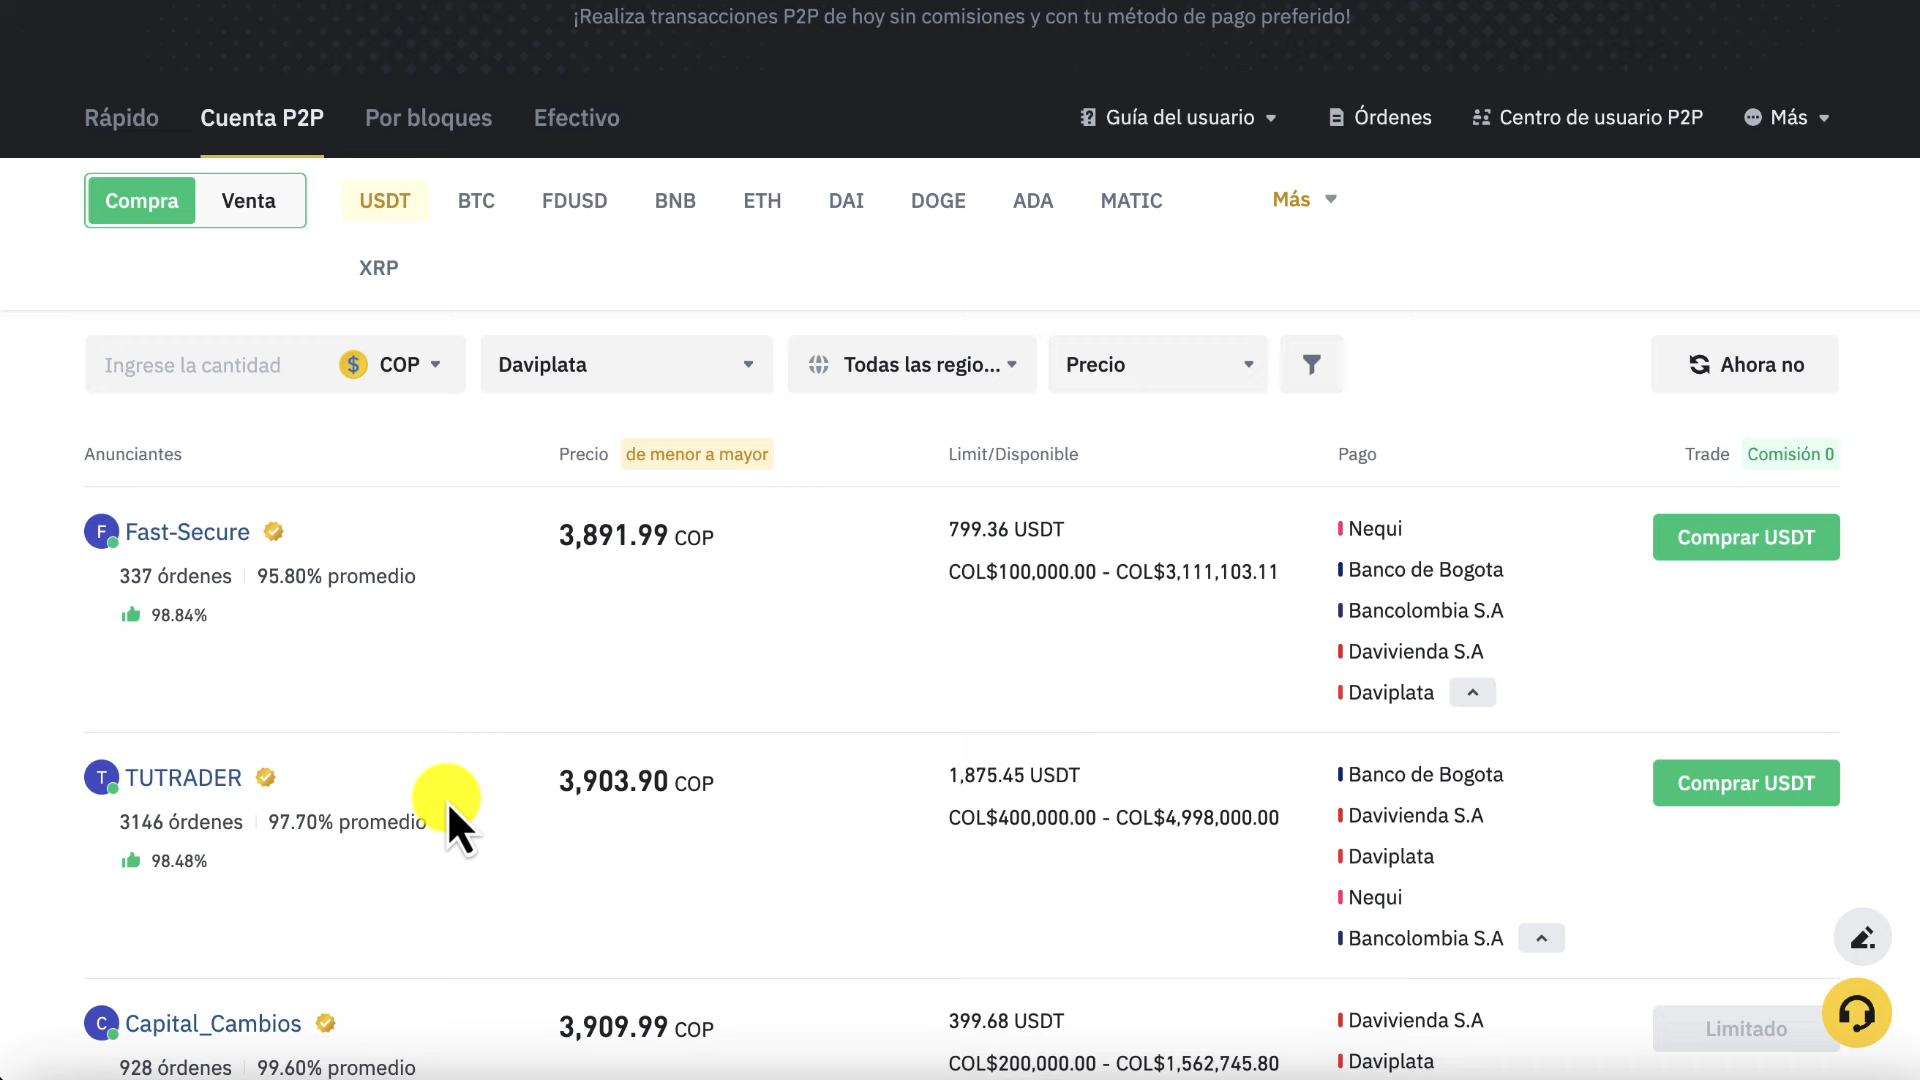 ¡Realiza transacciones P2P de hoy sin comisiones y con tu método de pago preferido!
Rápido Cuenta P2P Por bloques Efectivo Guía del usuario Órdenes Centro de usuario P2P Más
Compra Venta USDT BTC FDUSD BNB ETH DAI DOGE ADA MATIC Más
XRP
Ingrese la cantidad $ COP Daviplata Todas las regio... Precio Ahora no
Anunciantes Precio de menor a mayor Limit/Disponible Pago Trade Comisión 0
F Fast-Secure 3,891.99 COP 799.36 USDT Nequi Comprar USDT
337 órdenes 95.80% promedio COL$100,000.00 - COL$3,111,103.11 Banco de Bogota
98.84% Bancolombia S.A
Davivienda S.A
Daviplata
T TUTRADER 3,903.90 COP 1,875.45 USDT Banco de Bogota Comprar USDT
3146 órdenes 97.70% promedio COL$400,000.00 - COL$4,998,000.00 Davivienda S.A
98.48% Daviplata
Nequi
Bancolombia S.A
C Capital_Cambios 3,909.99 COP 399.68 USDT Davivienda S.A Limitado
928 órdenes 99.60% promedio COL$200,000.00 - COL$1,562,745.80 Daviplata